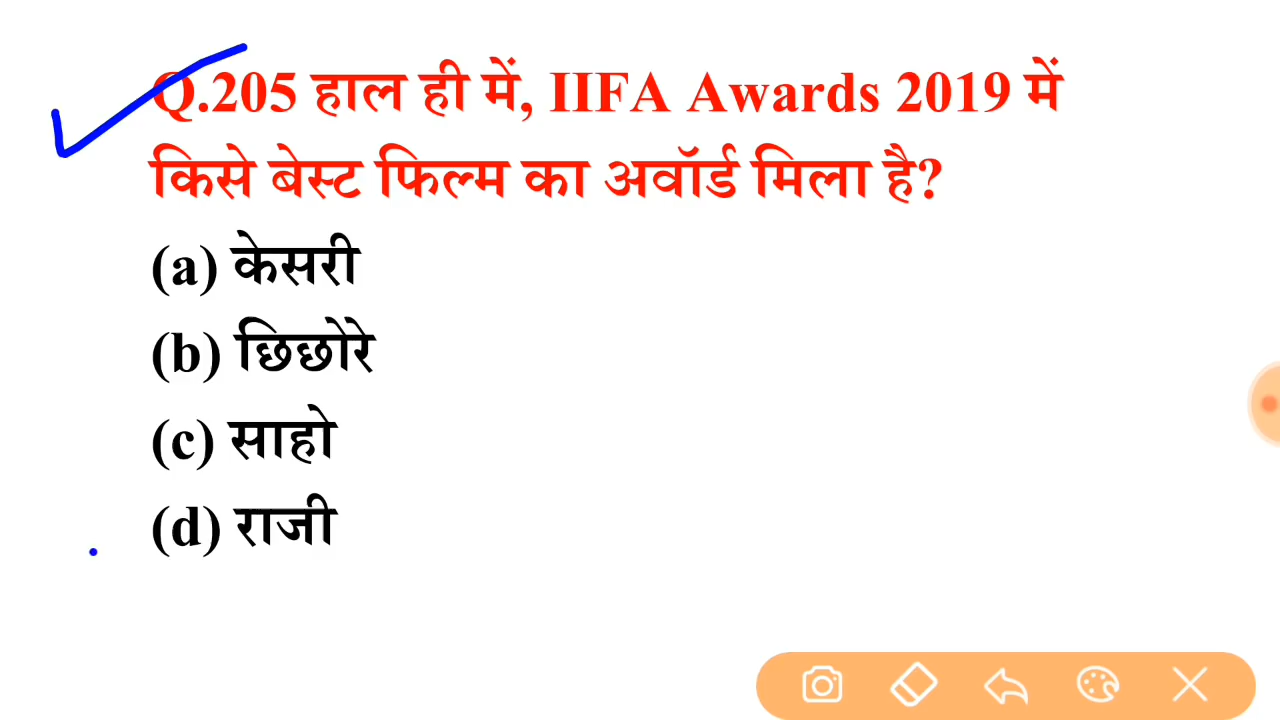 Q.205 हाल ही में, IIFA Awards 2019 में
किसे बेस्ट फिल्म का अवॉर्ड मिला है?
(a) केसरी
(b) छिछोरे
(c) साहो
(d) राजी